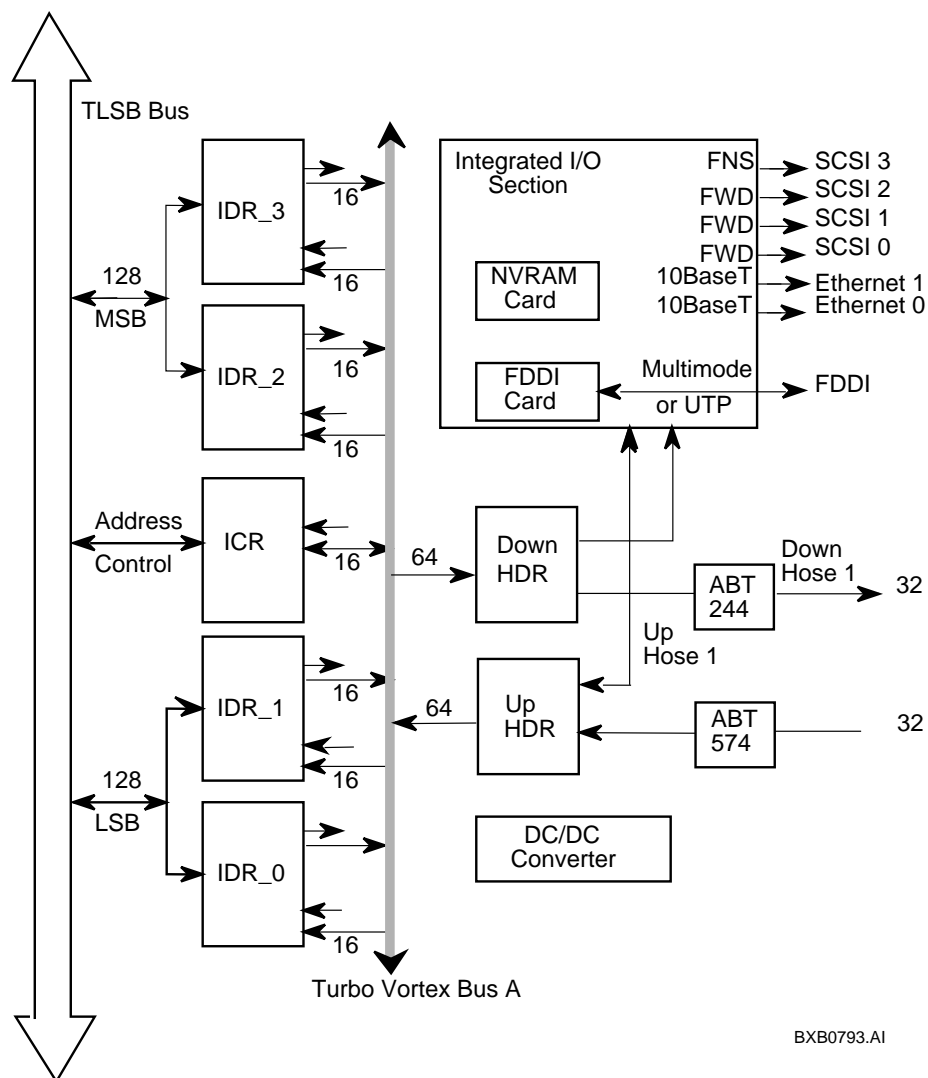 TLSB Bus
Integrated I/O
Section
FNS
SCSI 3
FWD
SCSI 2
FWD
SCSI 1
FWD
SCSI 0
10BaseT
Ethernet 1
10BaseT
Ethernet 0
NVRAM
Card
FDDI
Card
Multimode
or UTP
FDDI
IDR_3
16
16
128
MSB
IDR_2
16
16
Address
Control
ICR
16
64
Down
HDR
ABT
244
Down
Hose 1
32
Up
Hose 1
IDR_1
16
16
64
Up
HDR
ABT
574
32
128
LSB
IDR_0
16
DC/DC
Converter
Turbo Vortex Bus A
BXB0793.AI